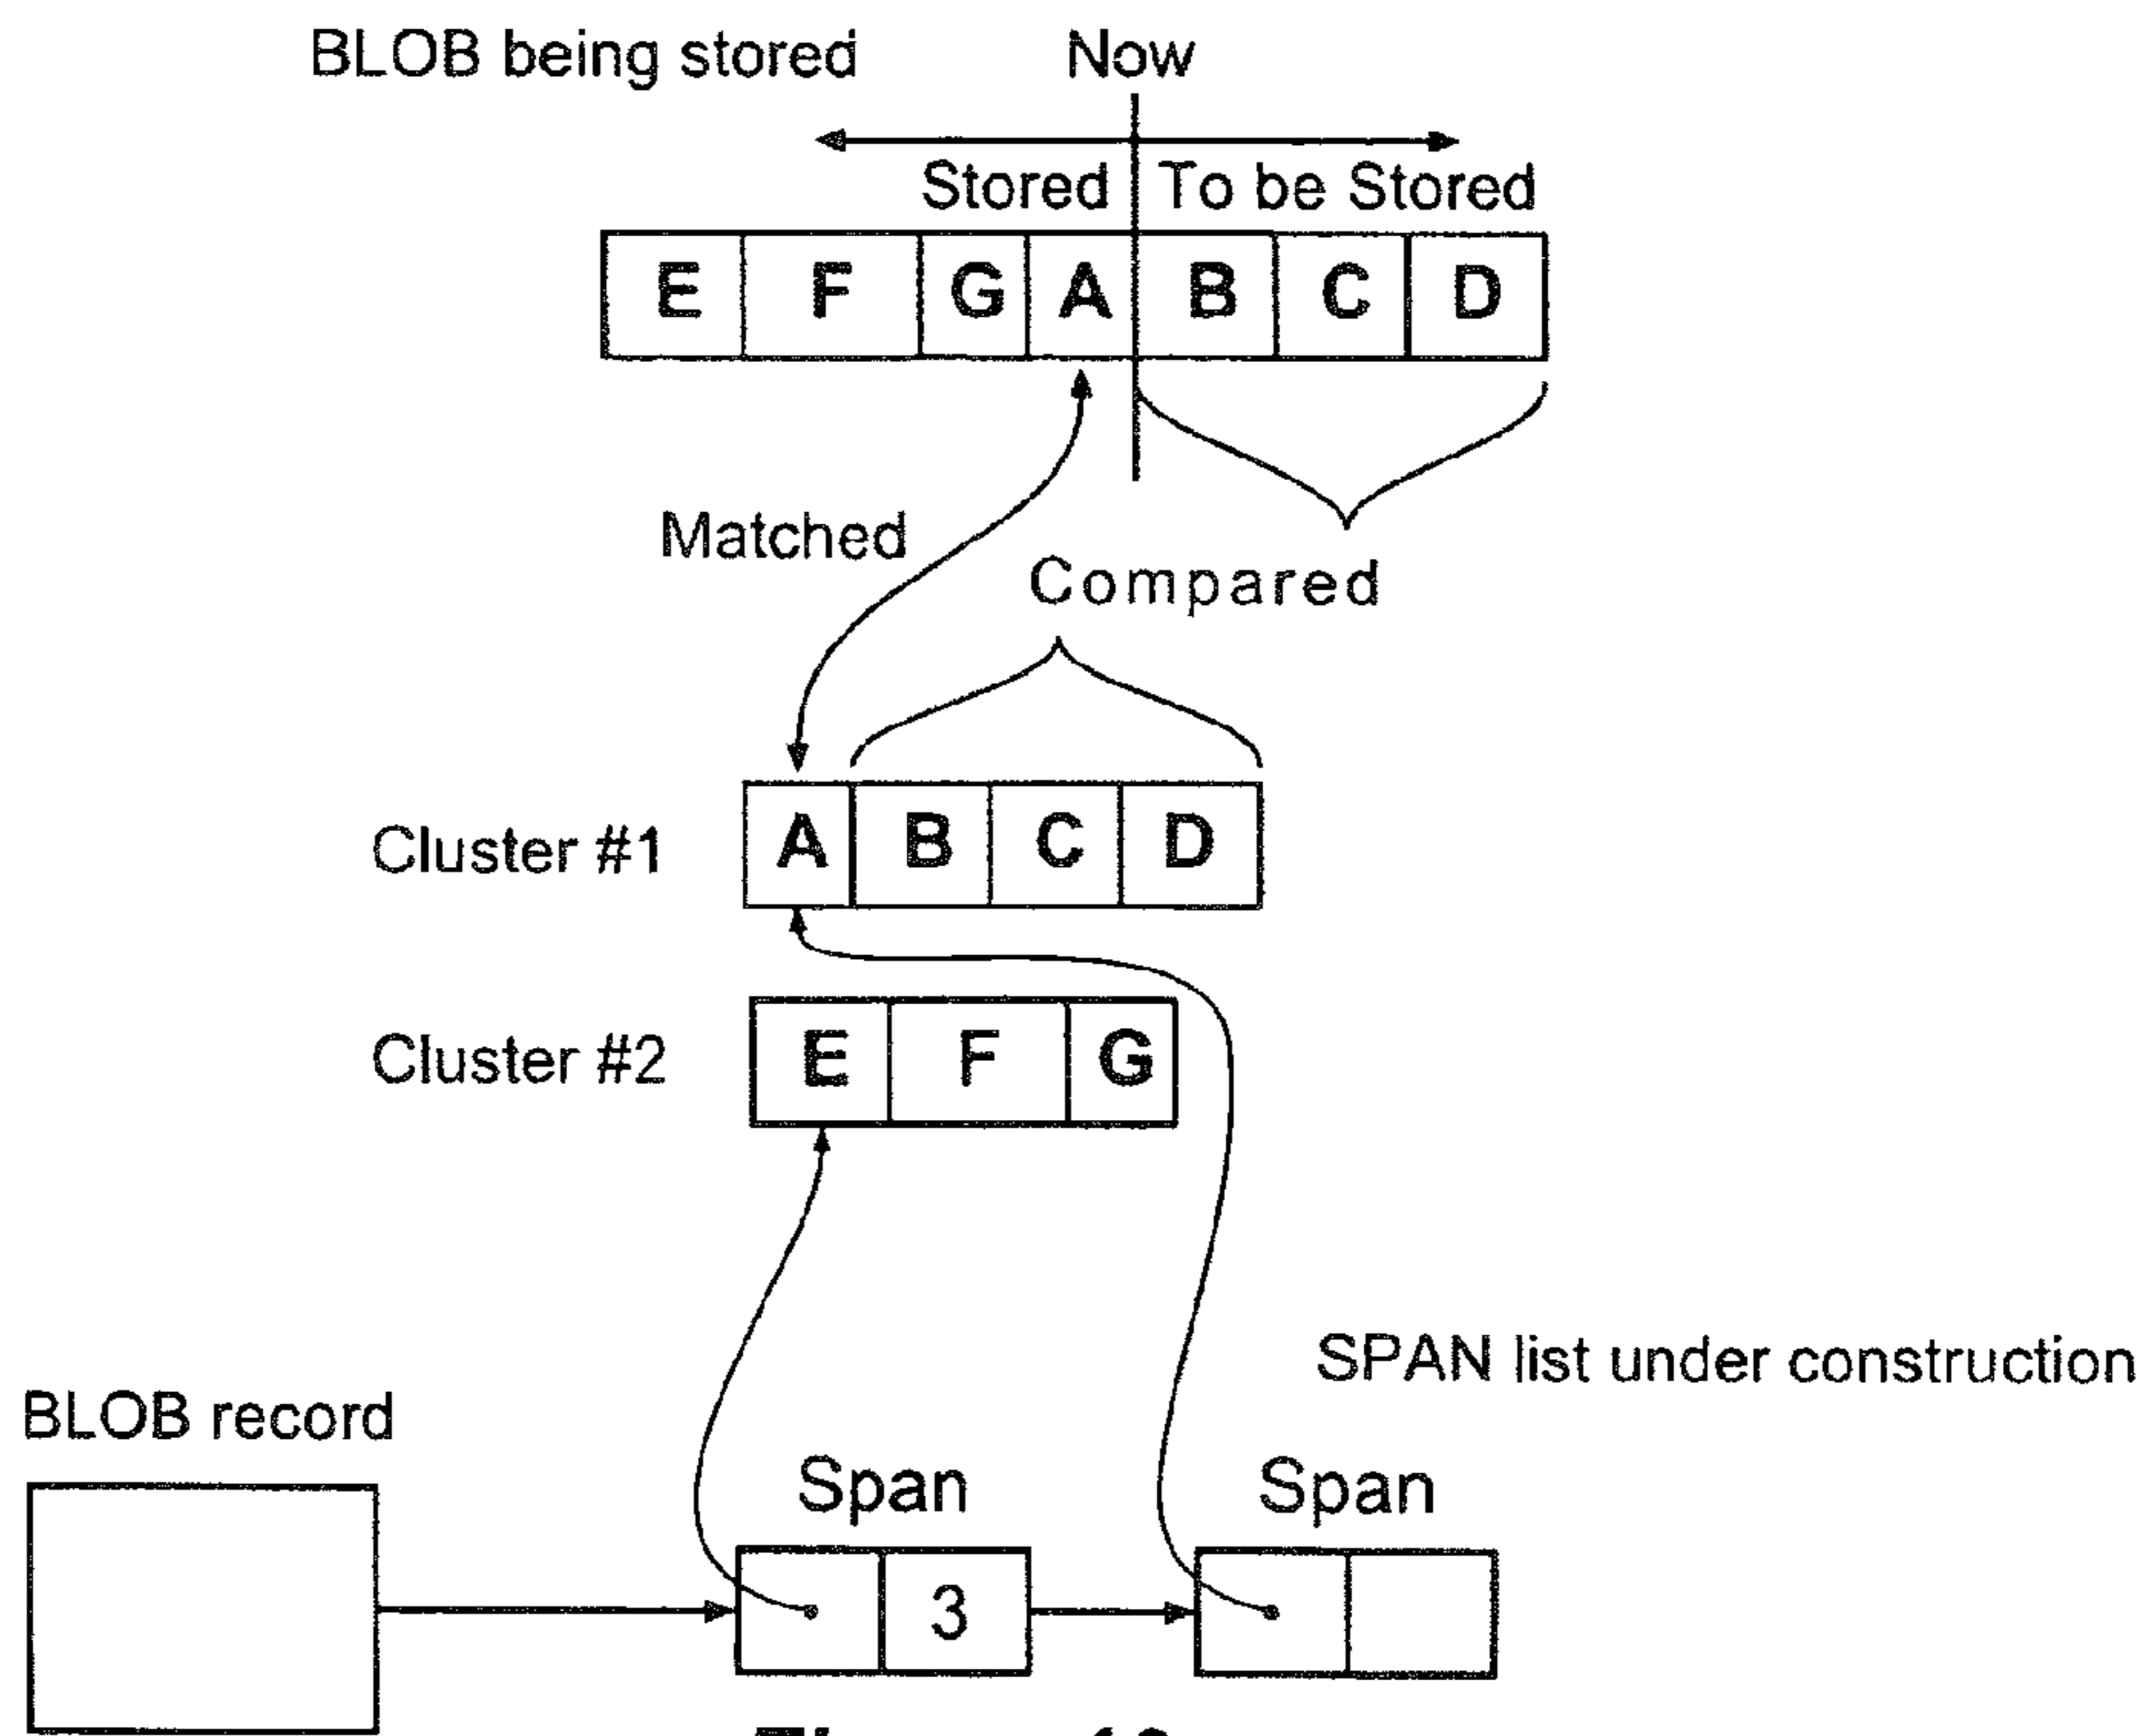 BLOB being stored
Now
Stored
To be Stored
E F G A B C D
Matched
Compared
Cluster #1
A B C D
Cluster #2
E F G
SPAN list under construction
BLOB record
Span
Span
3